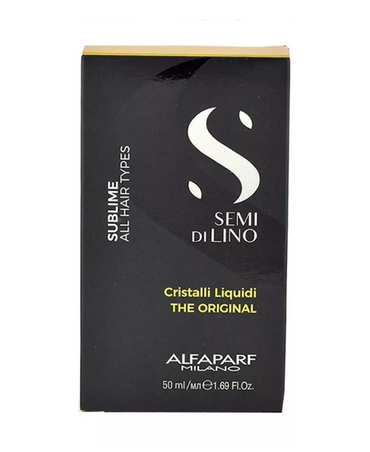 SUBLIME
ALL HAIR TYPES
SEMI
DI LINO
Cristalli Liquidi
THE ORIGINAL
ALFAPARF
MILANO
50 ml/мл℮1.69 Fl.Oz.